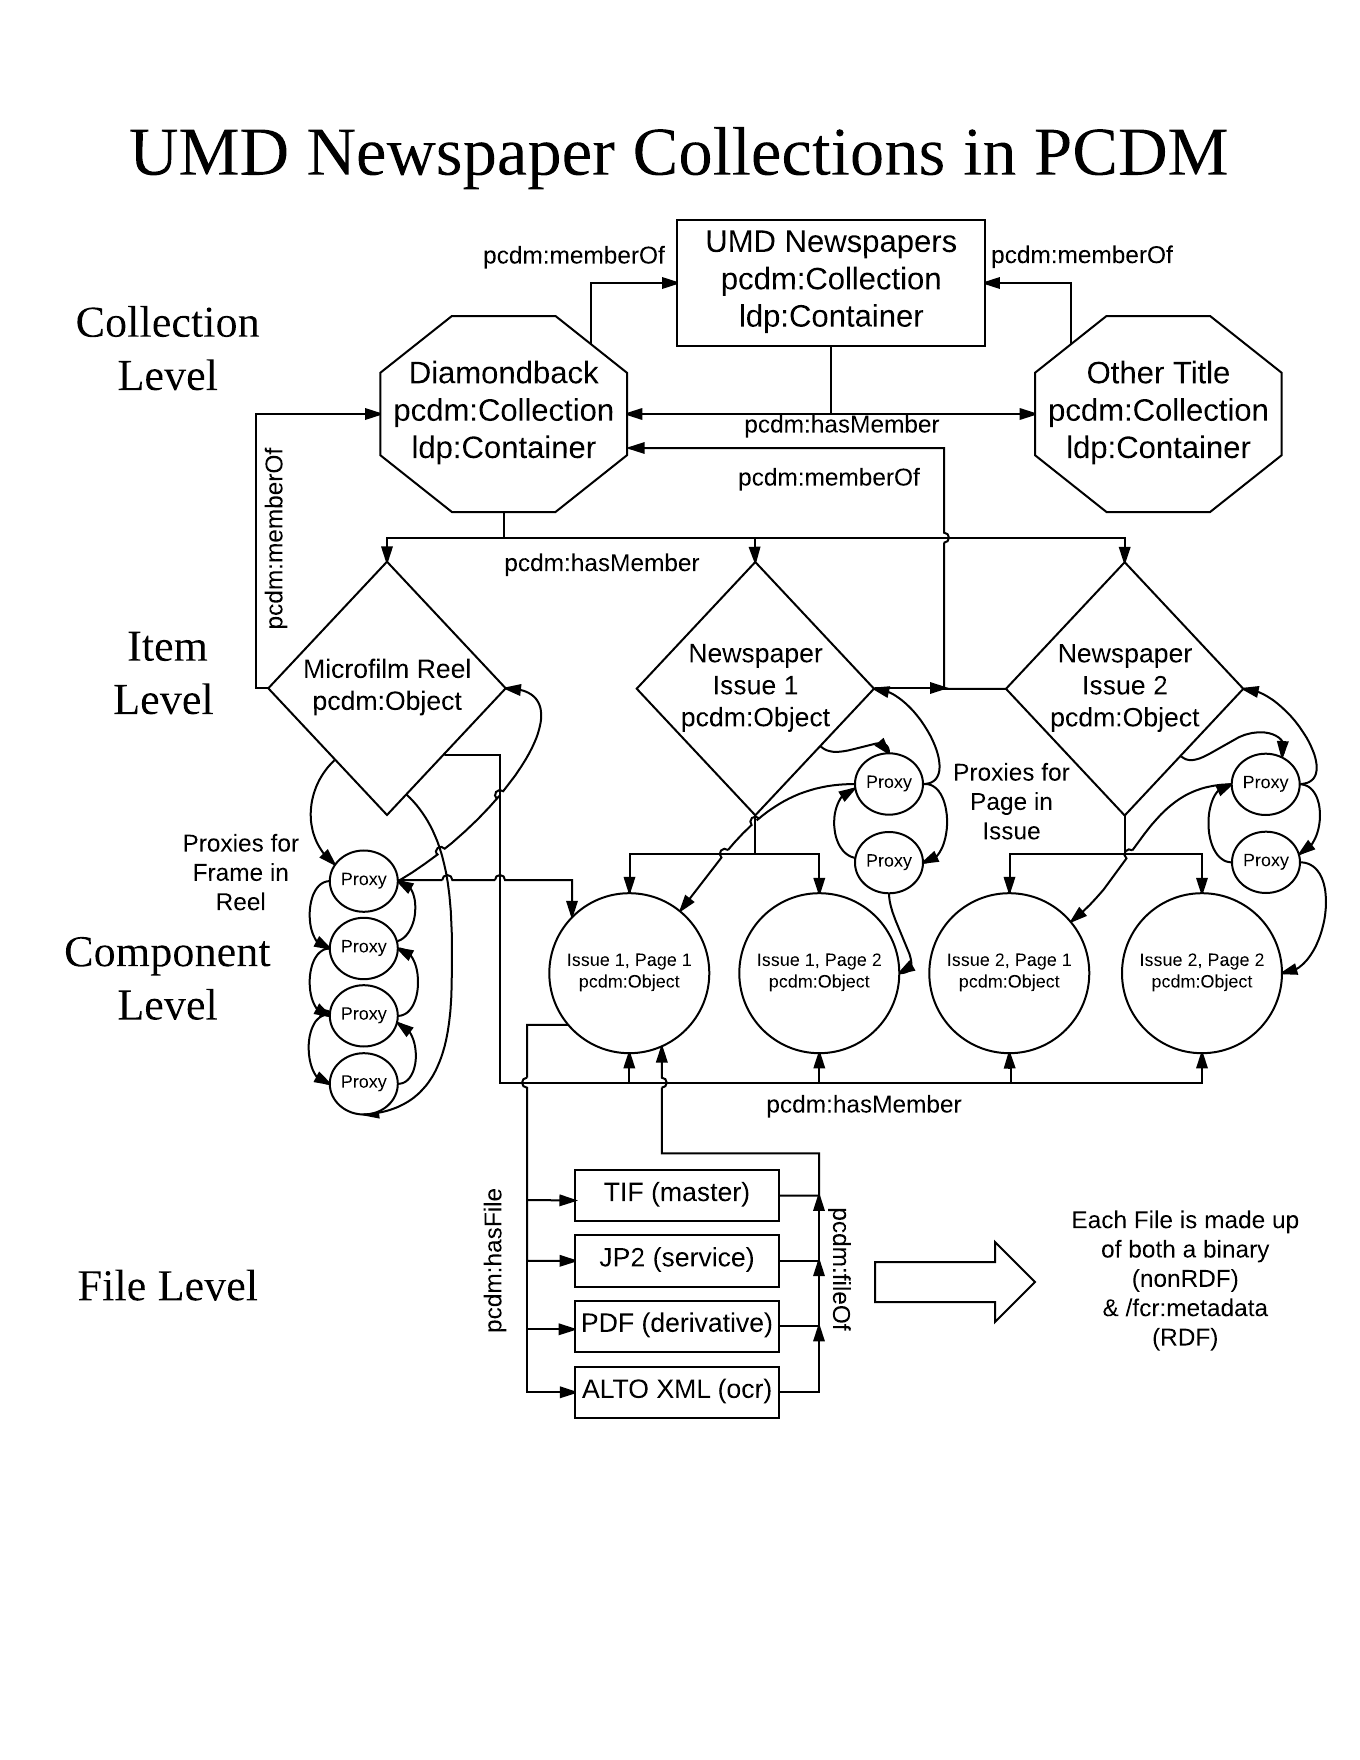 UMD Newspaper Collections in PCDM
pcdm:memberOf
UMD Newspapers
pcdm:Collection
ldp:Container
pcdm:memberOf
Collection
Level
Diamondback
pcdm:Collection
ldp:Container
Other Title
pcdm:Collection
ldp:Container
pcdm:hasMember
pcdm:memberOf
pcdm:memberOf
pcdm:hasMember
Item
Level
Microfilm Reel
pcdm:Object
Newspaper
Issue 1
pcdm:Object
Newspaper
Issue 2
pcdm:Object
Proxy
Proxies for
Page in
Issue
Proxy
Proxy
Proxy
Proxies for
Frame in
Reel
Proxy
Proxy
Proxy
Proxy
Component
Level
Issue 1, Page 1
pcdm:Object
Issue 1, Page 2
pcdm:Object
Issue 2, Page 1
pcdm:Object
Issue 2, Page 2
pcdm:Object
pcdm:hasMember
File Level
pcdm:hasFile
TIF (master)
JP2 (service)
PDF (derivative)
ALTO XML (ocr)
pcdm:fileOf
Each File is made up
of both a binary
(nonRDF)
& /fcr:metadata
(RDF)